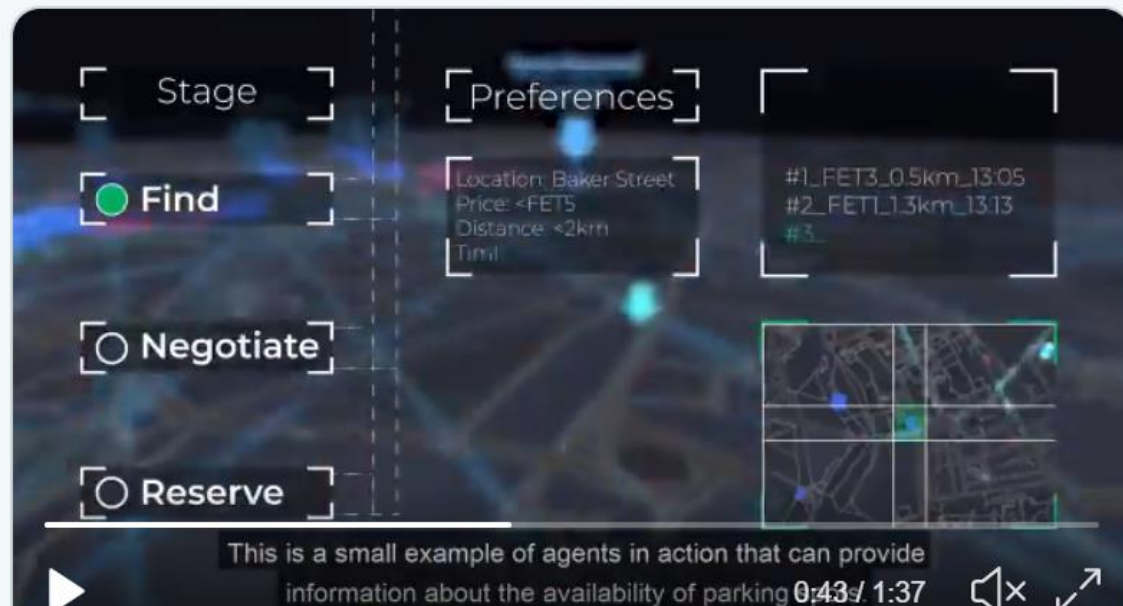 Stage
Preferences
Find
Location: Baker Street
Price: <FET5
Distance: <2km
Timl
#1_FET3_0.5km_13:05
#2_FET1_1.3km_13:13
#3_
Negotiate
Reserve
This is a small example of agents in action that can provide
information about the availability of parking
0:43 / 1:37